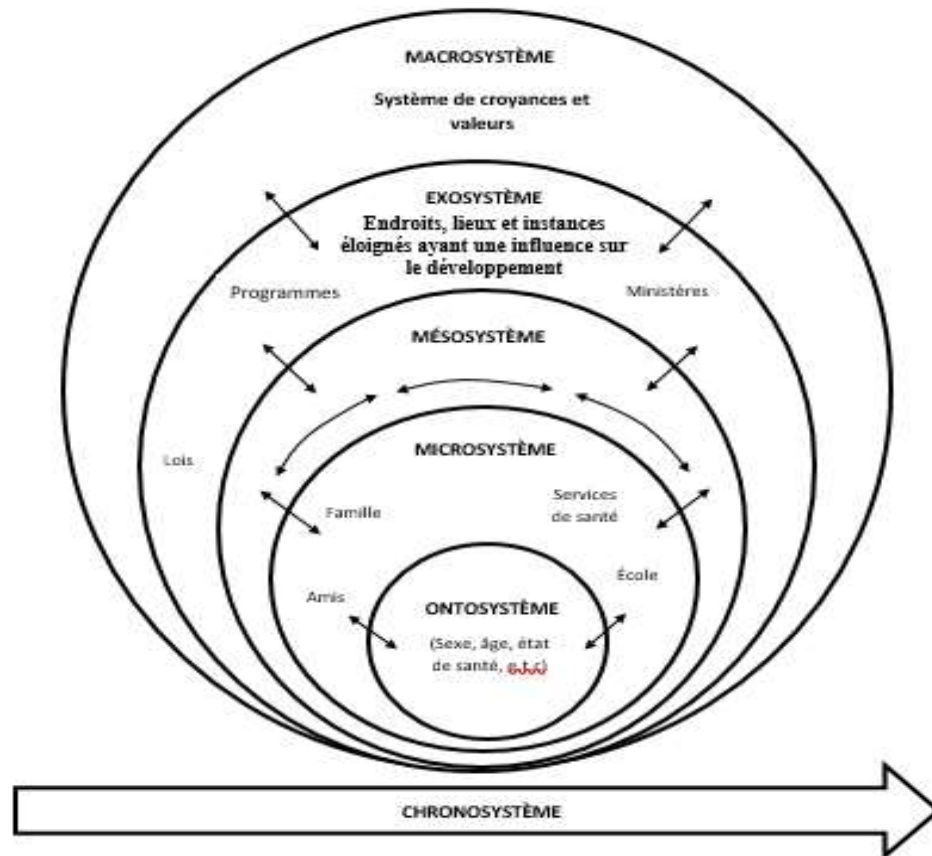 MACROSYSTÈME
Système de croyances et
valeurs
EXOSYSTÈME
Endroits, lieux et instances
éloignés ayant une influence sur
le développement
Programmes
Ministères
MÉSOSYSTÈME
MICROSYSTÈME
Lois
Famille
Services
de santé
Amis
École
ONTOSYSTÈME
(Sexe, âge, état
de santé, e.t.c)
CHRONOSYSTÈME